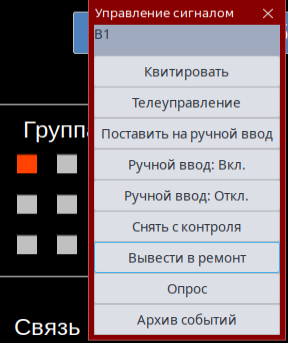 Управление сигналом
В1
Квитировать
Телеуправление
Поставить на ручной ввод
Ручной ввод: Вкл.
Ручной ввод: Откл.
Снять с контроля
Вывести в ремонт
Опрос
Архив событий
Группа
Связь